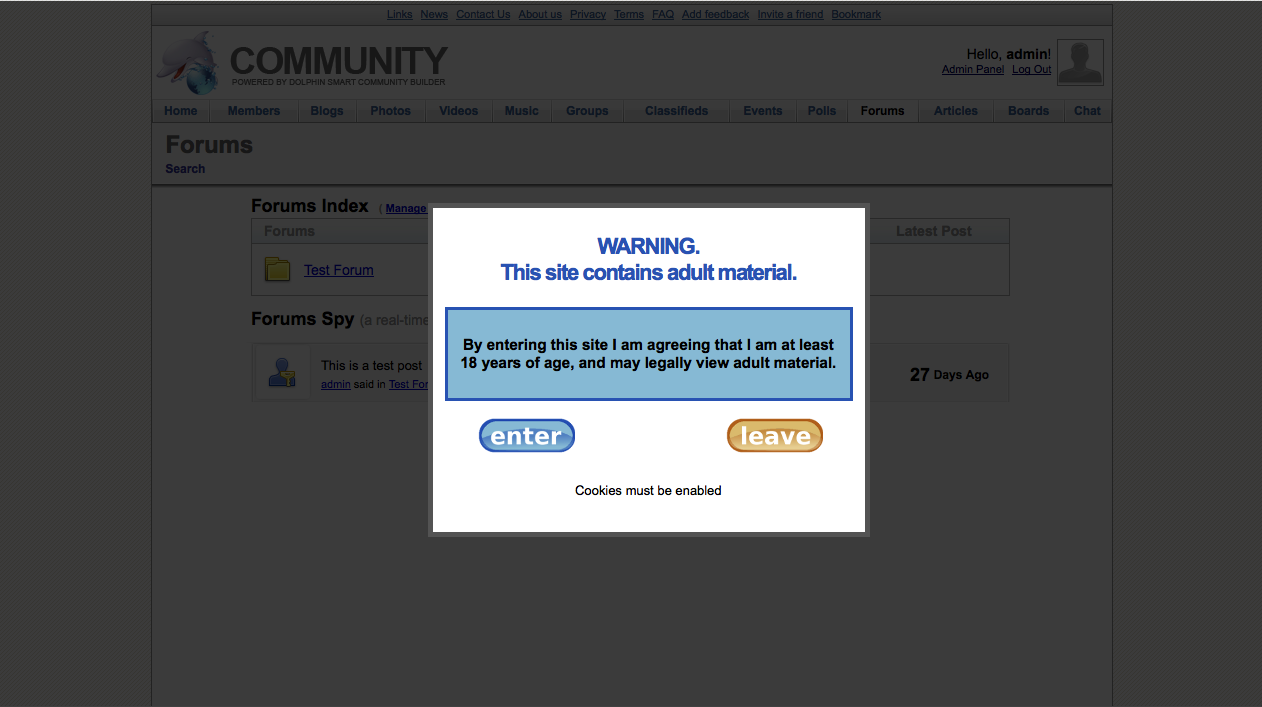 Links News Contact Us About us Privacy Terms FAQ Add feedback Invite a friend Bookmark
COMMUNITY
POWERED BY DOLPHIN SMART COMMUNITY BUILDER
Hello, admin!
Admin Panel Log Out
Home Members Blogs Photos Videos Music Groups Classifieds Events Polls Forums Articles Boards Chat
Forums
Search
Forums Index ( Manage
Forums Latest Post
Test Forum
Forums Spy (a real-time
This is a test post
admin said in Test For
27 Days Ago
WARNING.
This site contains adult material.
By entering this site I am agreeing that I am at least
18 years of age, and may legally view adult material.
enter leave
Cookies must be enabled